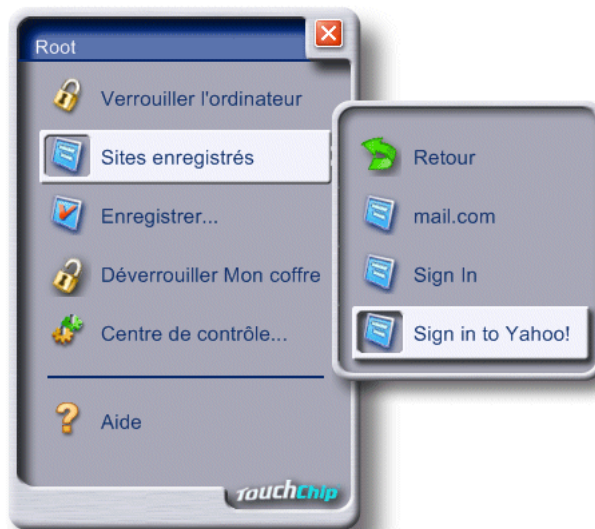 Root
Verrouiller l'ordinateur
Sites enregistrés
Enregistrer...
Déverrouiller Mon coffre
Centre de contrôle...
Aide
TouchChip
Retour
mail.com
Sign In
Sign in to Yahoo!